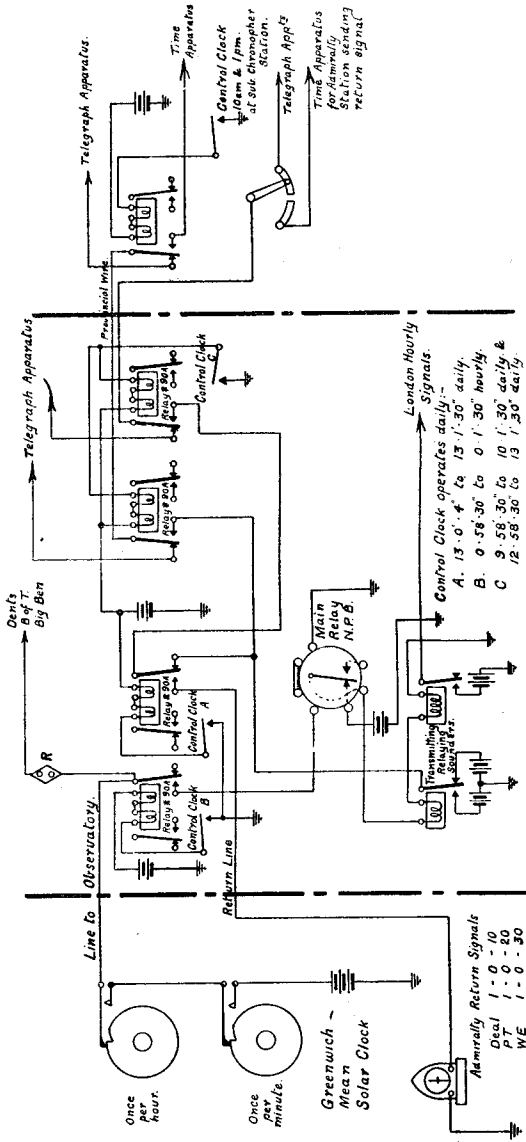 Once
per
hour.
Once
per
minute.
Greenwich –
Mean
Solar Clock
Line to
Observatory.
Return Line
Admiralty Return Signals
Deal 1 - 0 - 10
PT 1 - 0 - 20
WE 1 - 0 - 30
Dents
B of T.
Big Ben
R
Relay # 90A
Control Clock
B
Relay # 90A
Control Clock
A
Main
Relay
N.P.B.
Transmitting
Relaying
Sounders.
Telegraph Apparatus
Relay # 90A
Relay # 90A
Control Clock
C
Provincial Wire.
London Hourly
Signals.
Control Clock operates daily:-
A. 13·0'·4" to 13·1'·30" daily.
B. 0·58'·30" to 0·1'·30" hourly.
C 9·58'·30" to 10·1'·30" daily &
12·58'·30" to 13·1'·30" daily.
Telegraph Apparatus.
Time
Apparatus
Control Clock
10am & 1pm.
at Sub. Chronopher
Station.
Telegraph Appts
Time Apparatus
for Admiralty
Station sending
return signal